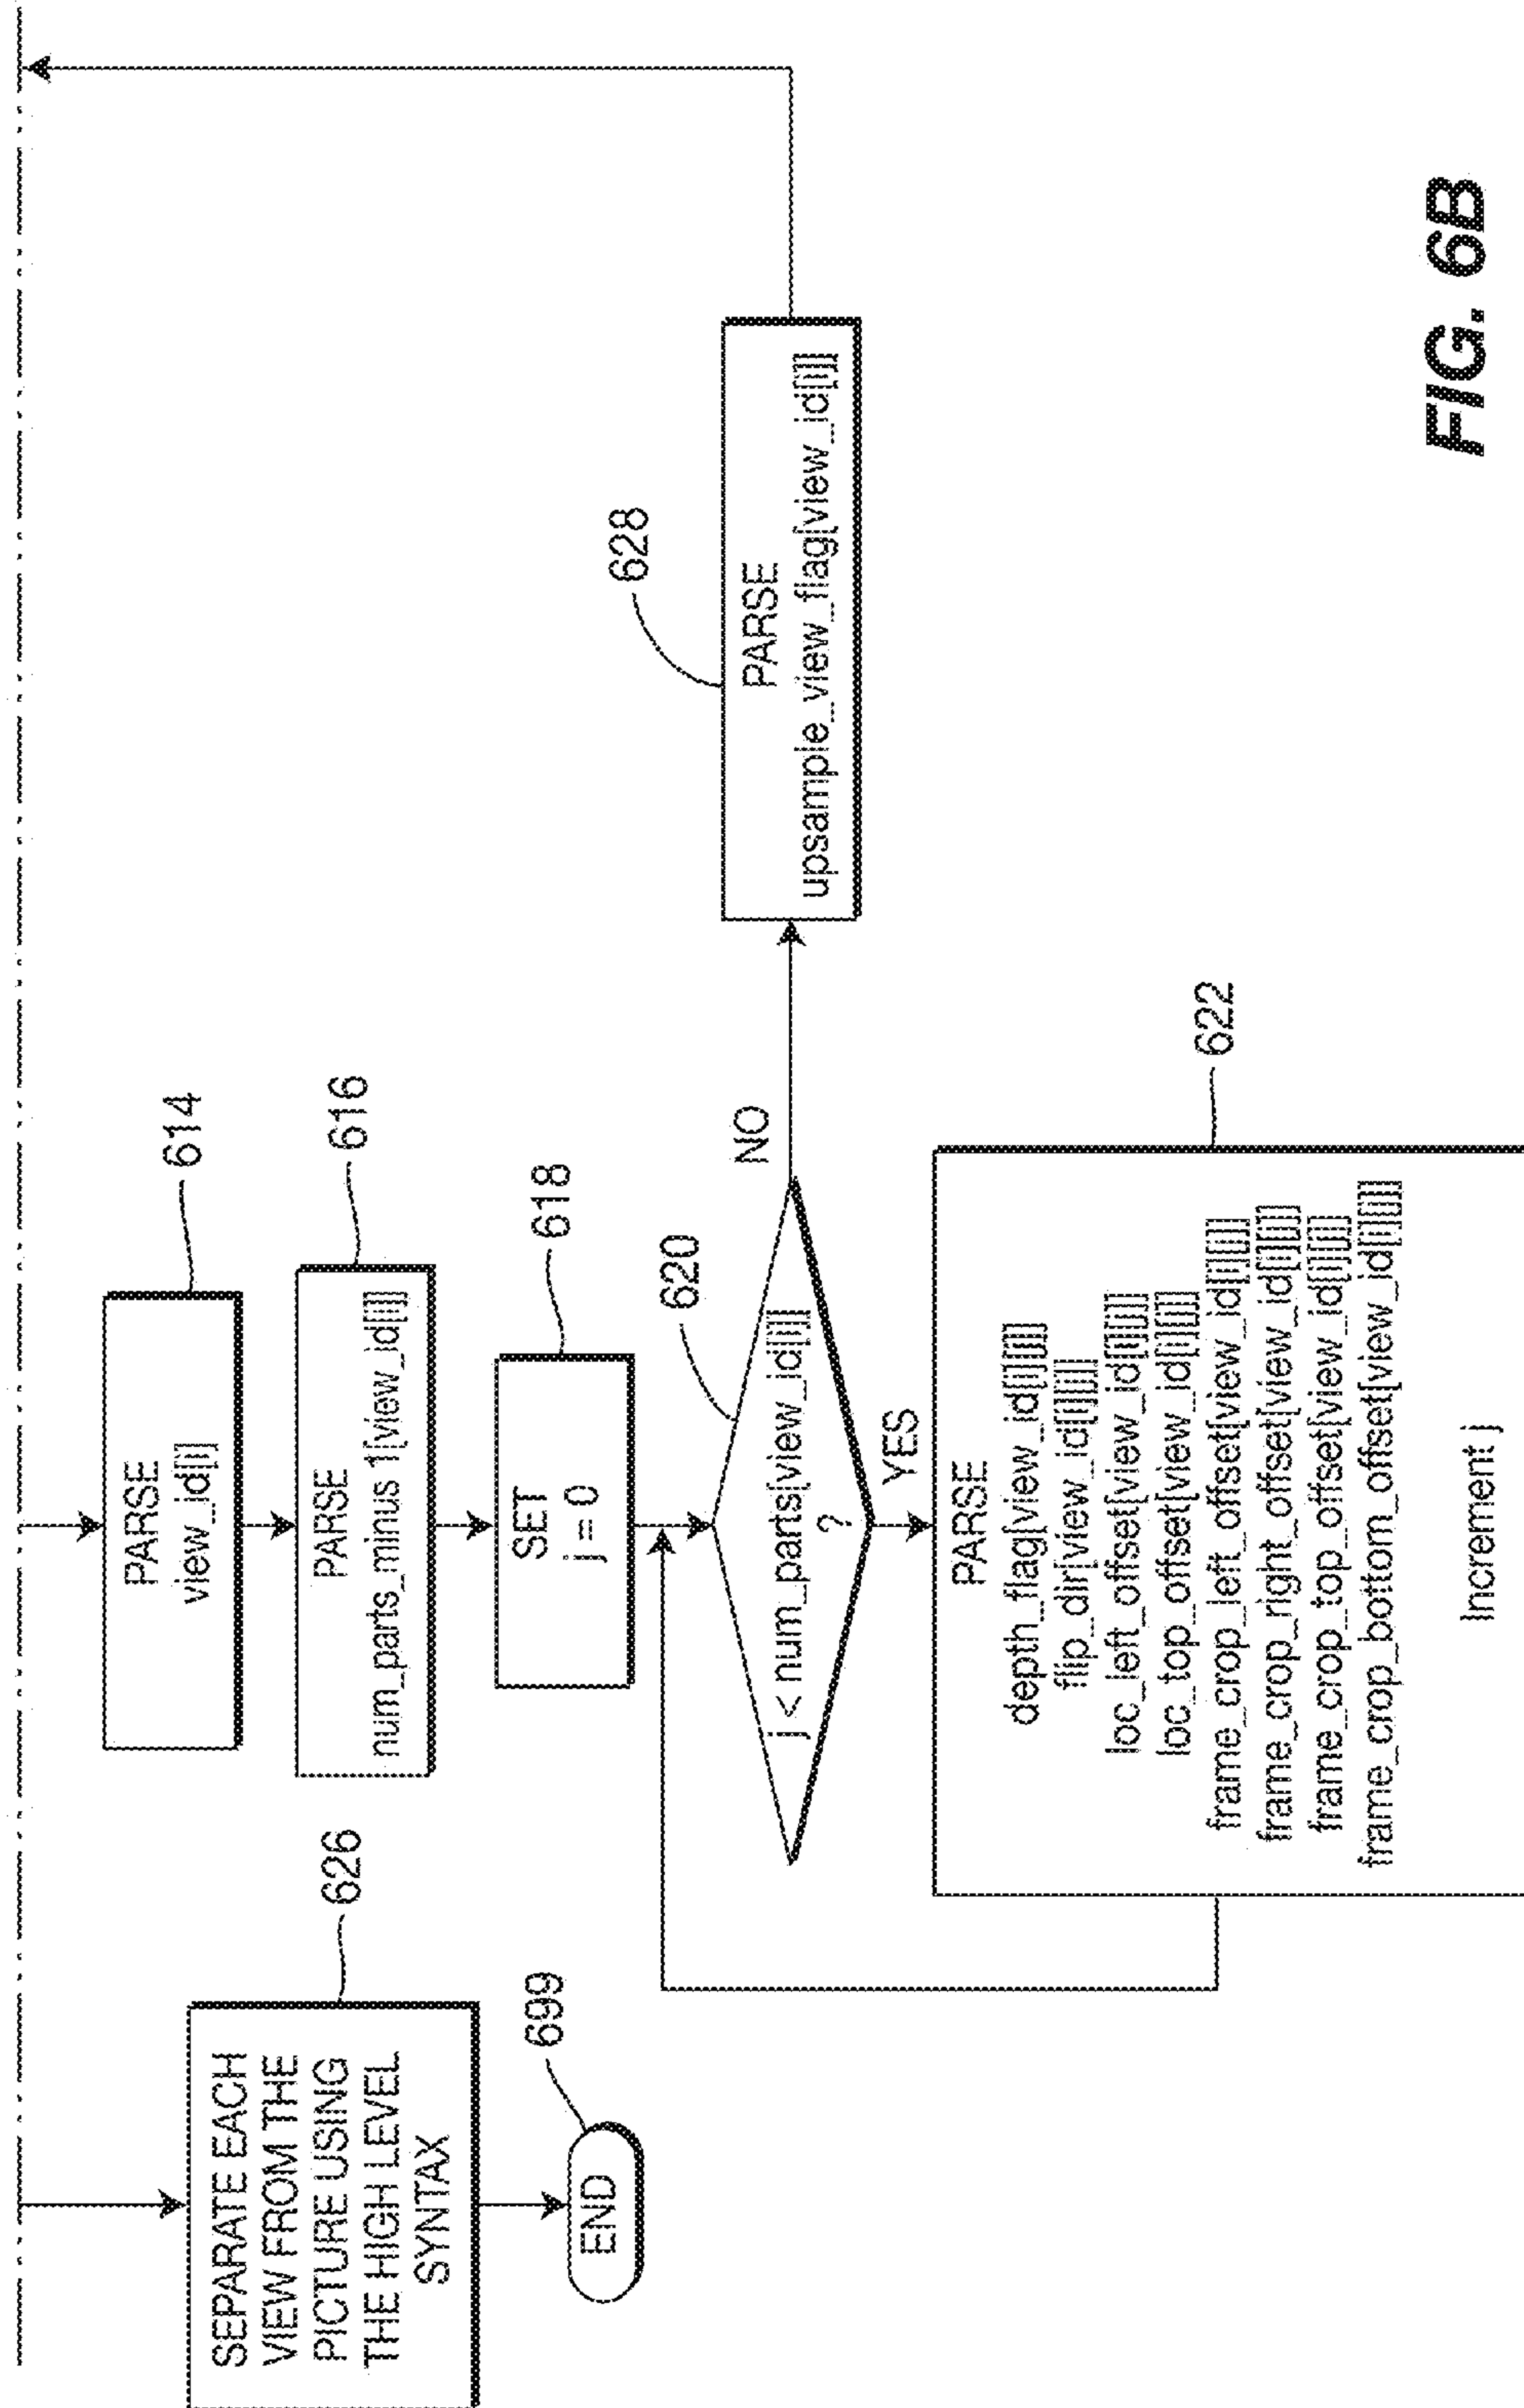 SEPARATE EACH
VIEW FROM THE
PICTURE USING
THE HIGH LEVEL
SYNTAX
626
END
699
PARSE
view_id[i]
614
PARSE
num_parts_minus 1[view_id[i]]
616
SET
j = 0
618
j < num_parts[view_id[i]]
?
620
NO
YES
PARSE
upsample_view_flag[view_id[i]]
628
PARSE
depth_flag[view_id[i][j]]
flip_dir[view_id[i][j]]
loc_left_offset[view_id[i][j]]
loc_top_offset[view_id[i][j]]
frame_crop_left_offset[view_id[i][j]]
frame_crop_right_offset[view_id[i][j]]
frame_crop_top_offset[view_id[i][j]]
frame_crop_bottom_offset[view_id[i][j]]
Increment j
622
FIG. 6B